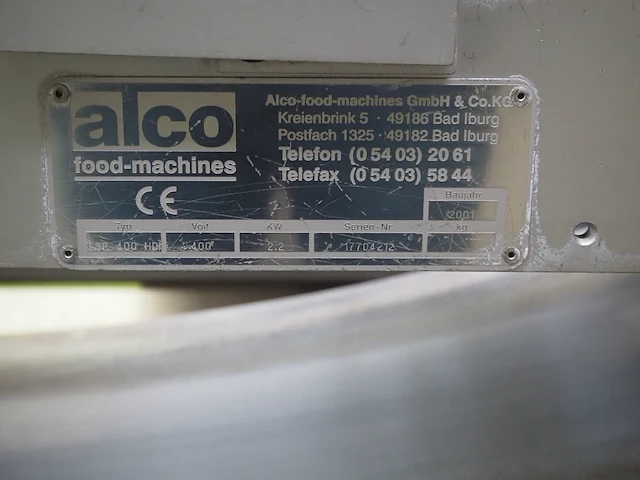 alco
food-machines
CE
Alco-food-machines GmbH & Co.KG
Kreienbrink 5 · 49186 Bad Iburg
Postfach 1325 · 49182 Bad Iburg
Telefon (0 54 03) 20 61
Telefax (0 54 03) 58 44
Baujahr
2001
Typ Volt KW Serien-Nr. kg
400 400 2.2 17704212